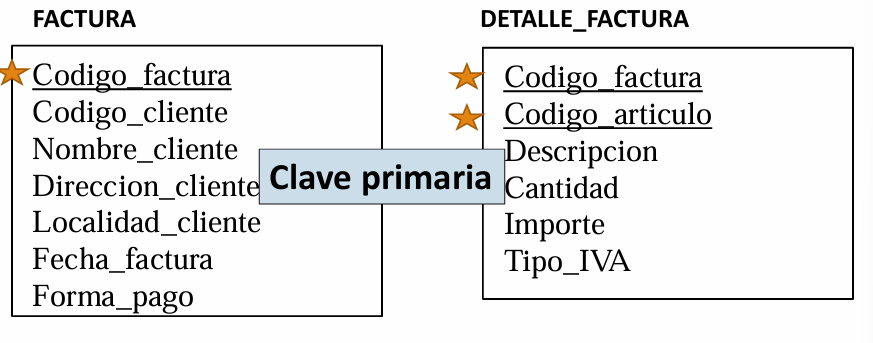 FACTURA
Codigo_factura
Codigo_cliente
Nombre_cliente
Direccion_cliente
Localidad_cliente
Fecha_factura
Forma_pago
Clave primaria
DETALLE_FACTURA
Codigo_factura
Codigo_articulo
Descripcion
Cantidad
Importe
Tipo_IVA